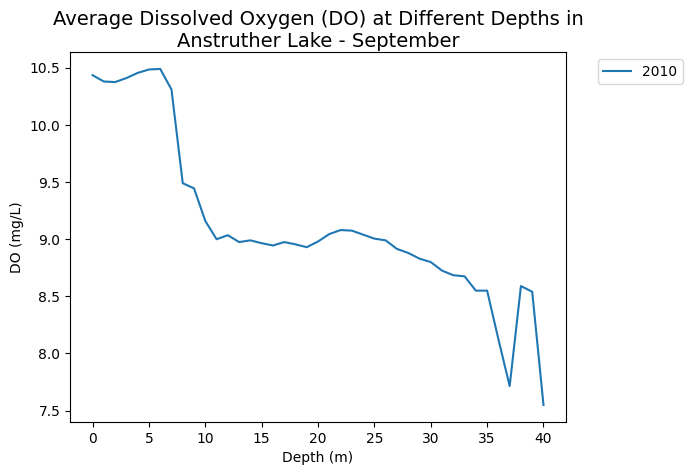 Average Dissolved Oxygen (DO) at Different Depths in
Anstruther Lake - September
2010
10.5
10.0
9.5
9.0
8.5
8.0
7.5
DO (mg/L)
0 5 10 15 20 25 30 35 40
Depth (m)